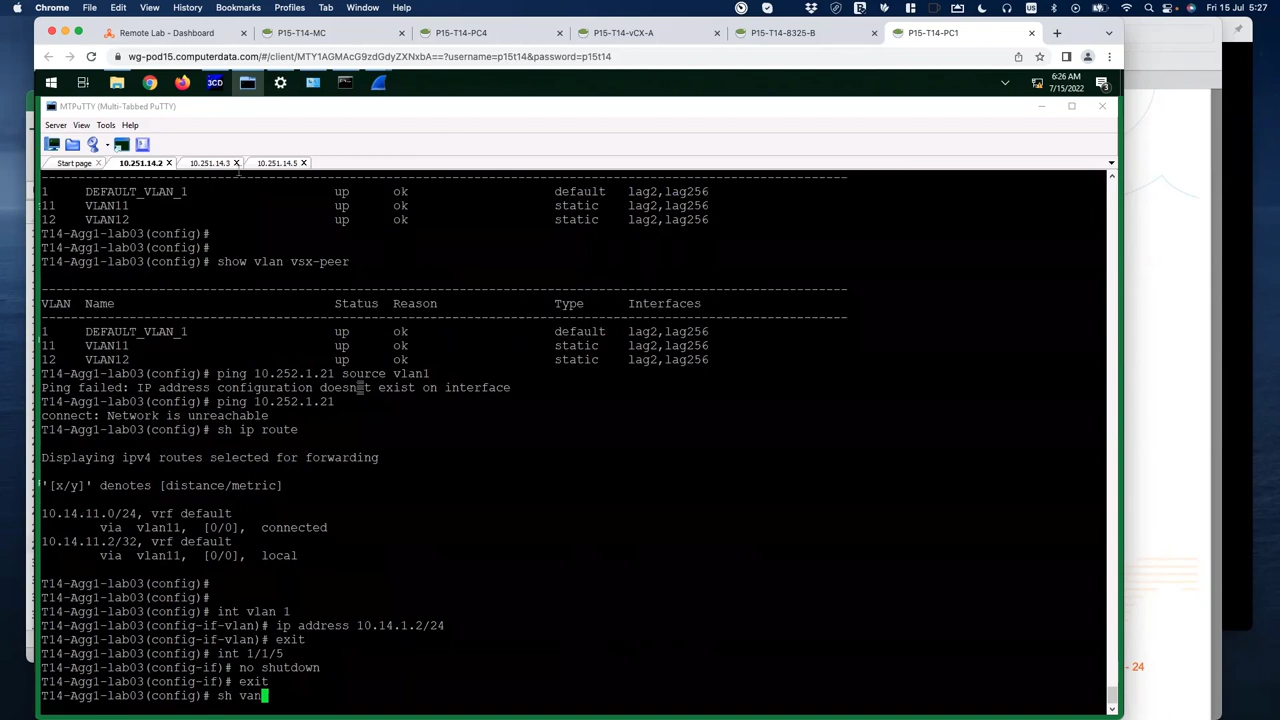 Chrome File Edit View History Bookmarks Profiles Tab Window Help
US
Fri 15 Jul 5:27
Remote Lab - Dashboard
P15-T14-MC
P15-T14-PC4
P15-T14-vCX-A
P15-T14-8325-B
P15-T14-PC1
wg-pod15.computerdata.com/#/client/MTY1AGMAcG9zdGdyZXNxbA==?username=p15t14&password=p15t14
3CD
6:26 AM
7/15/2022
3
MTPuTTY (Multi-Tabbed PuTTY)
Server View Tools Help
Start page 10.251.14.2 10.251.14.3 10.251.14.5
1 DEFAULT_VLAN_1 up ok default lag2,lag256
11 VLAN11 up ok static lag2,lag256
12 VLAN12 up ok static lag2,lag256
T14-Agg1-lab03(config)#
T14-Agg1-lab03(config)#
T14-Agg1-lab03(config)# show vlan vsx-peer
VLAN Name Status Reason Type Interfaces
1 DEFAULT_VLAN_1 up ok default lag2,lag256
11 VLAN11 up ok static lag2,lag256
12 VLAN12 up ok static lag2,lag256
T14-Agg1-lab03(config)# ping 10.252.1.21 source vlan1
Ping failed: IP address configuration doesn't exist on interface
T14-Agg1-lab03(config)# ping 10.252.1.21
connect: Network is unreachable
T14-Agg1-lab03(config)# sh ip route
Displaying ipv4 routes selected for forwarding
'[x/y]' denotes [distance/metric]
10.14.11.0/24, vrf default
via vlan11, [0/0], connected
10.14.11.2/32, vrf default
via vlan11, [0/0], local
T14-Agg1-lab03(config)#
T14-Agg1-lab03(config)#
T14-Agg1-lab03(config)# int vlan 1
T14-Agg1-lab03(config-if-vlan)# ip address 10.14.1.2/24
T14-Agg1-lab03(config-if-vlan)# exit
T14-Agg1-lab03(config)# int 1/1/5
T14-Agg1-lab03(config-if)# no shutdown
T14-Agg1-lab03(config-if)# exit
T14-Agg1-lab03(config)# sh van
- 24